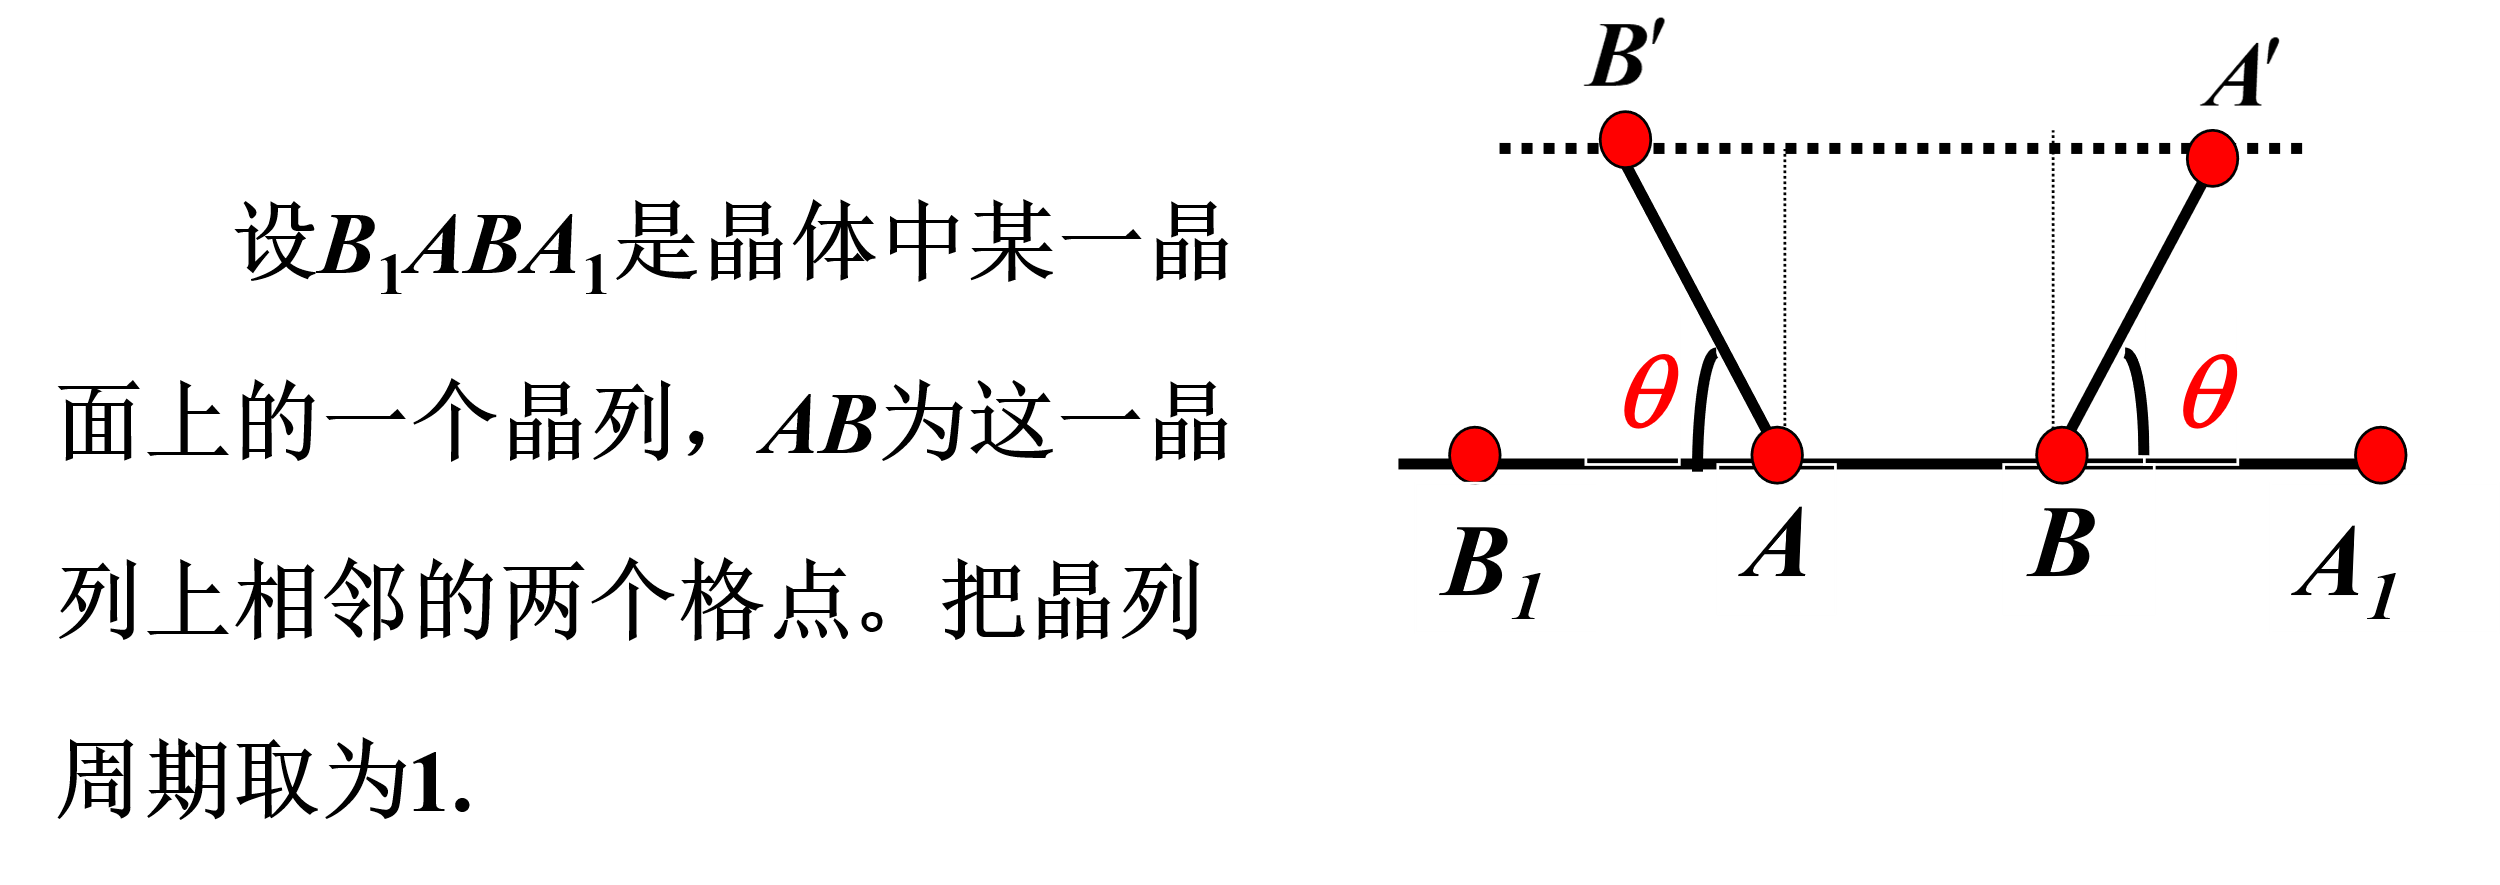 设B₁ABA₁是晶体中某一晶
面上的一个晶列，AB为这一晶
列上相邻的两个格点。把晶列
周期取为1.
B′ A′
θ θ
B₁ A B A₁